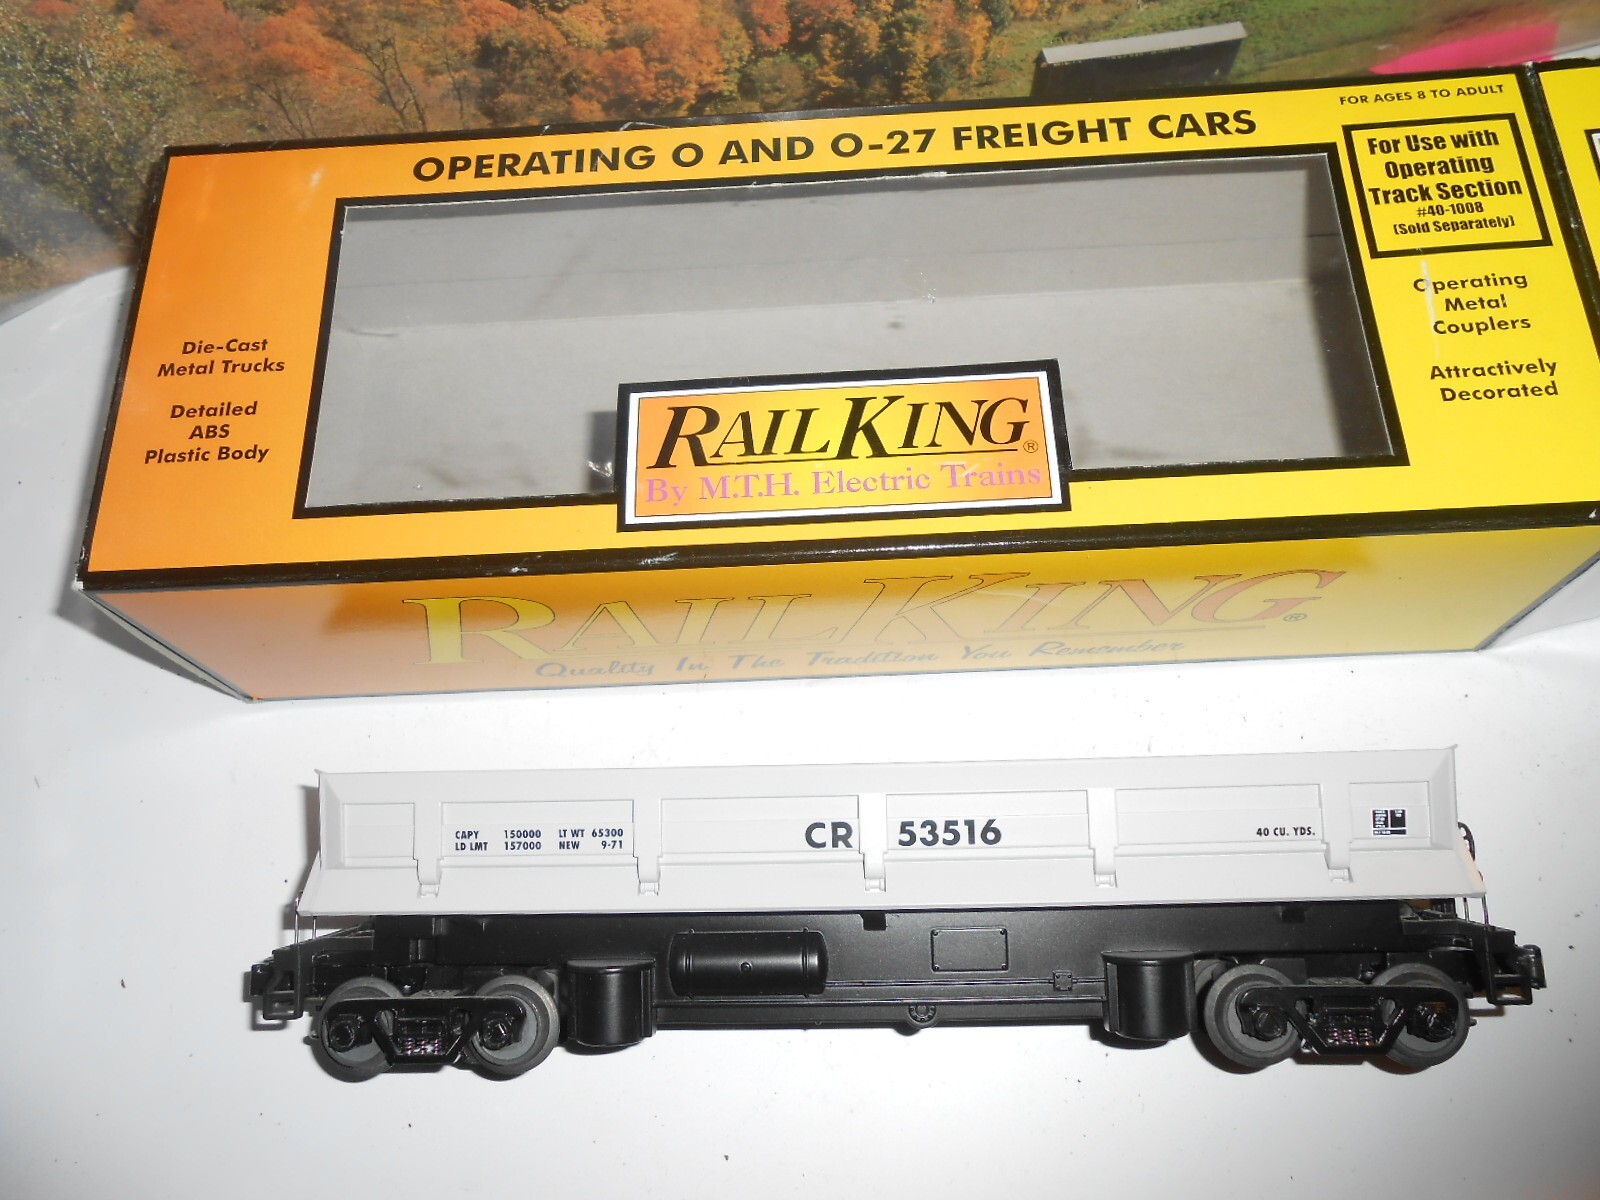 FOR AGES 8 TO ADULT
OPERATING O AND O-27 FREIGHT CARS
For Use with
Operating
Track Section
#40-1008
(Sold Separately)
Die-Cast
Metal Trucks
Detailed
ABS
Plastic Body
Operating
Metal
Couplers
Attractively
Decorated
RAILKING®
By M.T.H. Electric Trains
RAILKING®
Quality In The Tradition You Remember
CAPY 150000 LT WT 65300
LD LMT 157000 NEW 9-71
CR 53516
40 CU. YDS.